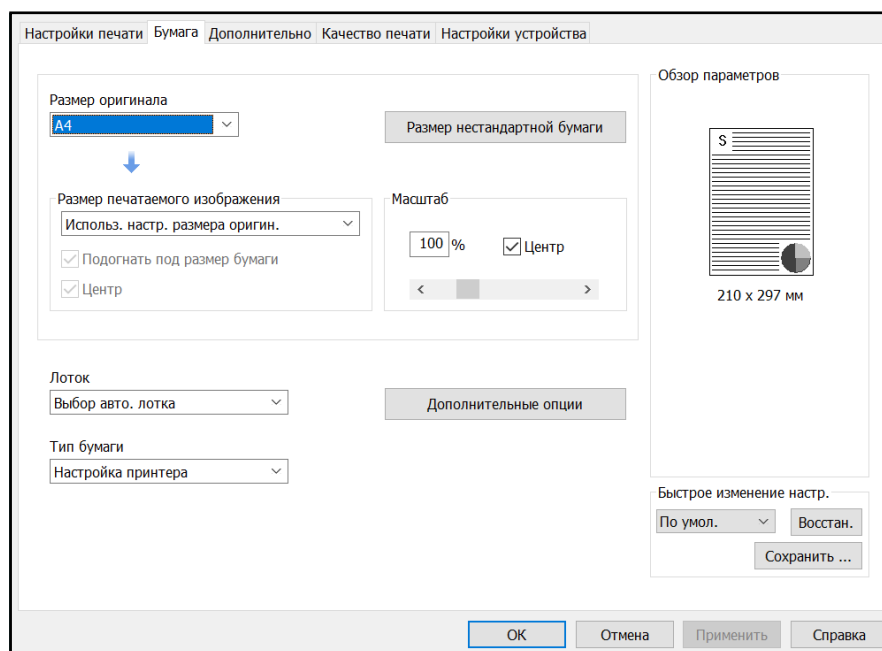 Настройки печати Бумага Дополнительно Качество печати Настройки устройства
Размер оригинала
A4
Размер нестандартной бумаги
Размер печатаемого изображения
Использ. настр. размера оригин.
Подогнать под размер бумаги
Центр
Масштаб
100 %
Центр
Лоток
Выбор авто. лотка
Дополнительные опции
Тип бумаги
Настройка принтера
Обзор параметров
S
210 x 297 мм
Быстрое изменение настр.
По умол. Восстан.
Сохранить ...
ОК Отмена Применить Справка